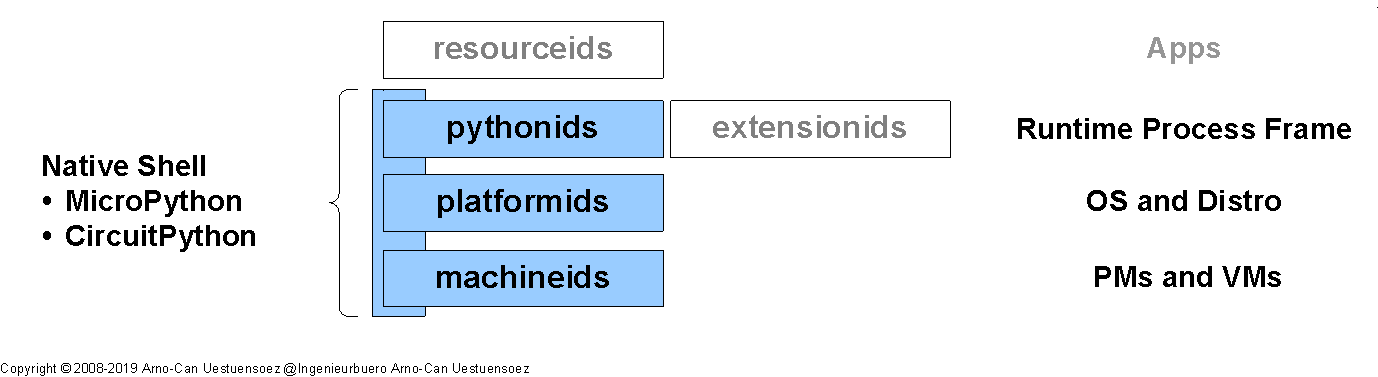 resourceids Apps
pythonids extensionids Runtime Process Frame
Native Shell
• MicroPython platformids OS and Distro
• CircuitPython
machineids PMs and VMs
Copyright © 2008-2019 Arno-Can Uestuensoez @Ingenieurbuero Arno-Can Uestuensoez